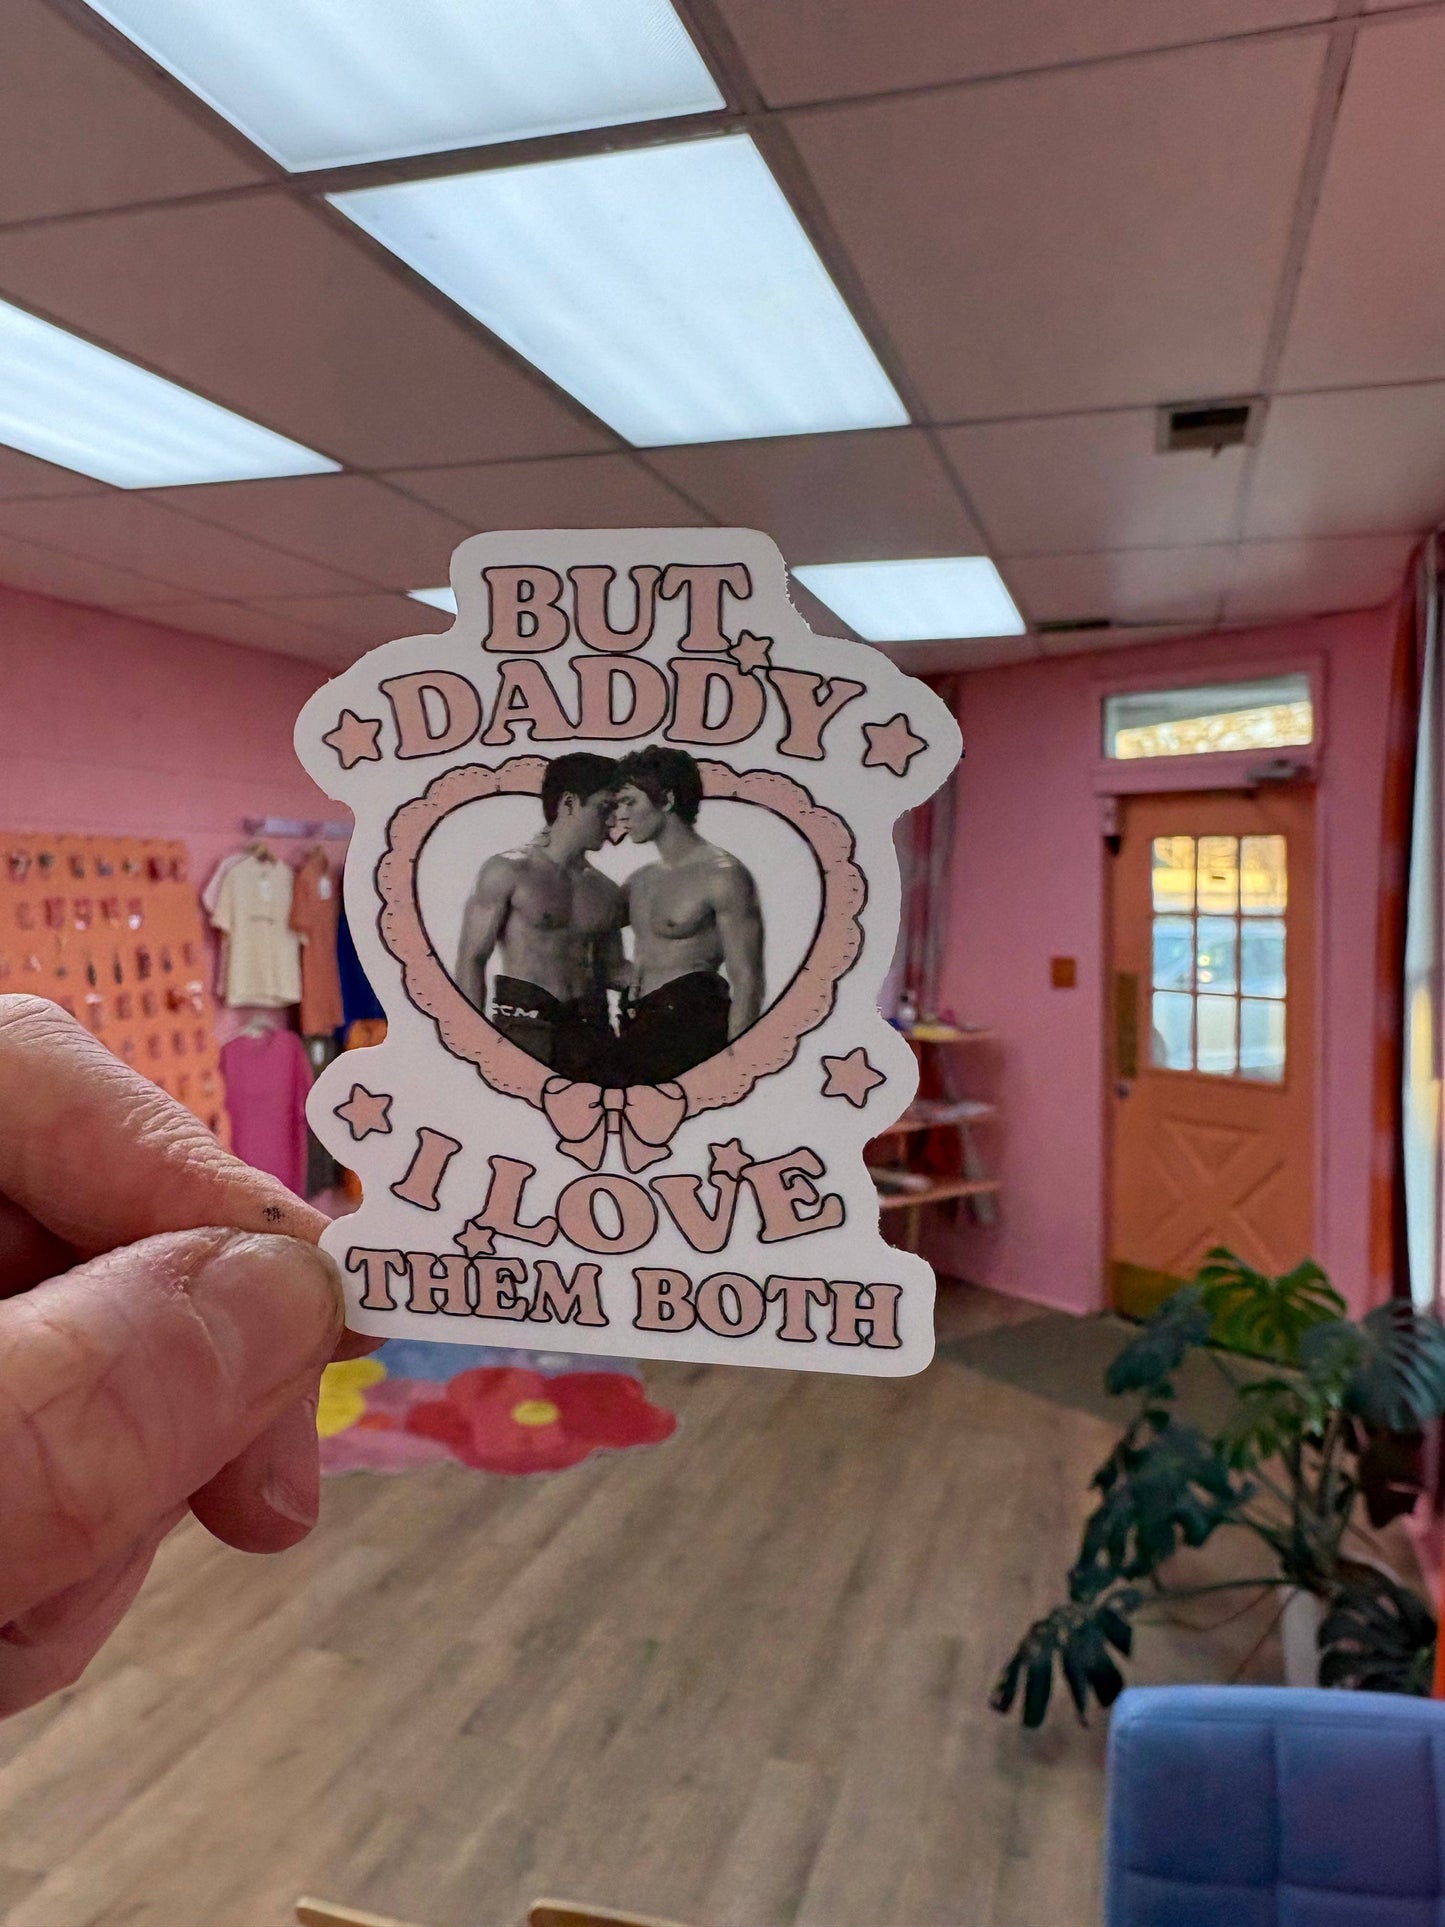 BUT
DADDY
I LOVE
THEM BOTH